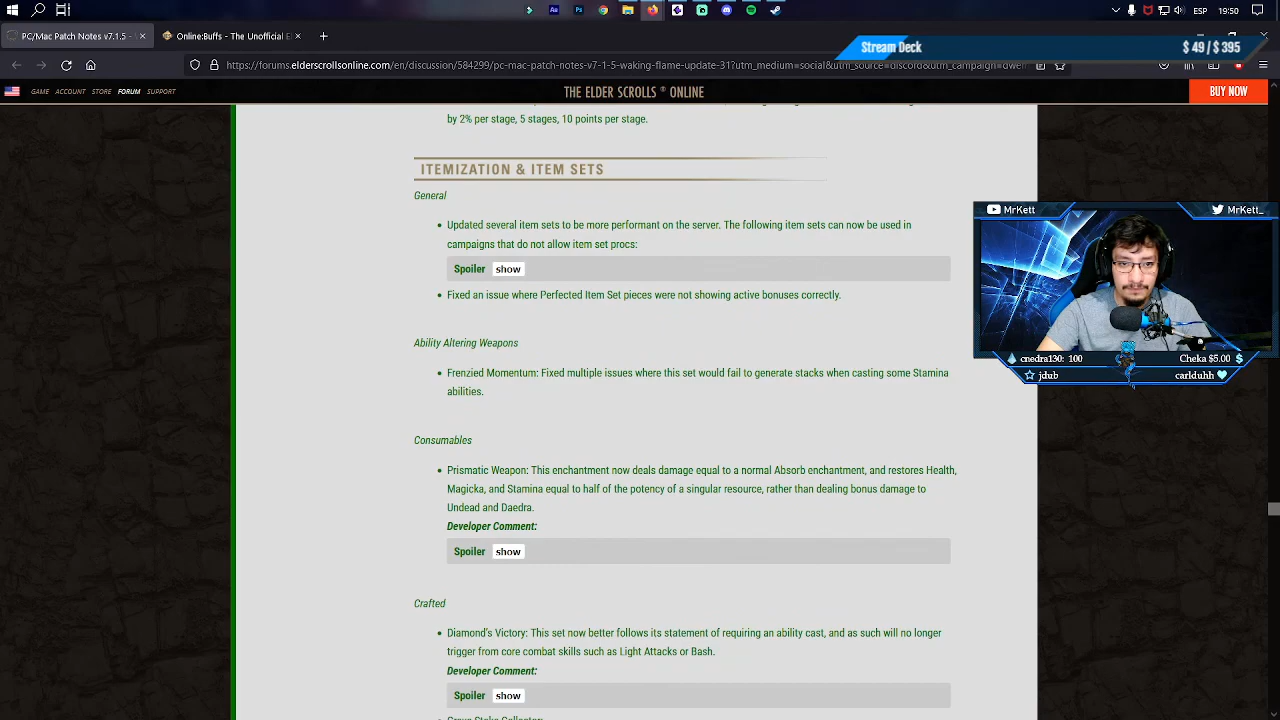 19:50
PC/Mac Patch Notes v7.1.5 -
Online:Buffs - The Unofficial El
Stream Deck
$ 49 / $ 395
https://forums.elderscrollsonline.com/en/discussion/584299/pc-mac-patch-notes-v7-1-5-waking-flame-update-31?utm_medium=social&utm_source=discord&utm_campaign=dwem
GAME ACCOUNT STORE FORUM SUPPORT
THE ELDER SCROLLS ® ONLINE
BUY NOW
by 2% per stage, 5 stages, 10 points per stage.
ITEMIZATION & ITEM SETS
General
• Updated several item sets to be more performant on the server. The following item sets can now be used in
campaigns that do not allow item set procs:
Spoiler show
• Fixed an issue where Perfected Item Set pieces were not showing active bonuses correctly.
Ability Altering Weapons
• Frenzied Momentum: Fixed multiple issues where this set would fail to generate stacks when casting some Stamina
abilities.
Consumables
• Prismatic Weapon: This enchantment now deals damage equal to a normal Absorb enchantment, and restores Health,
Magicka, and Stamina equal to half of the potency of a singular resource, rather than dealing bonus damage to
Undead and Daedra.
Developer Comment:
Spoiler show
Crafted
• Diamond's Victory: This set now better follows its statement of requiring an ability cast, and as such will no longer
trigger from core combat skills such as Light Attacks or Bash.
Developer Comment:
Spoiler show
MrKett
MrKett_
cnedra130: 100
Cheka $5.00 $
jdub
carlduhh